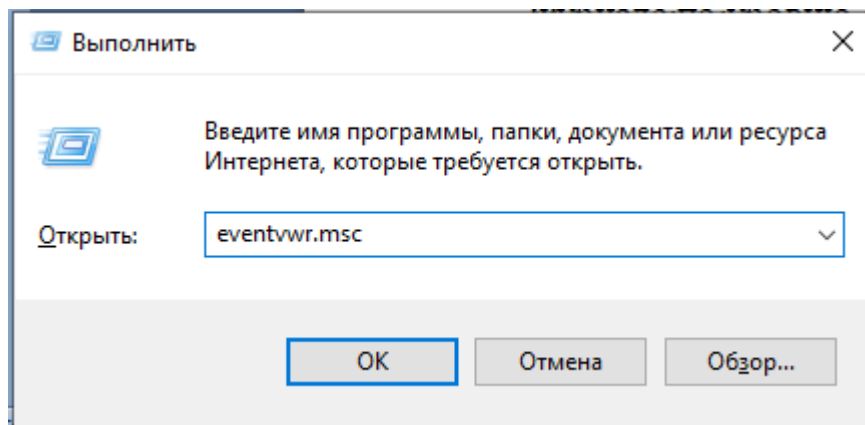 Выполнить
Введите имя программы, папки, документа или ресурса
Интернета, которые требуется открыть.
Открыть:
eventvwr.msc
ОК
Отмена
Обзор...